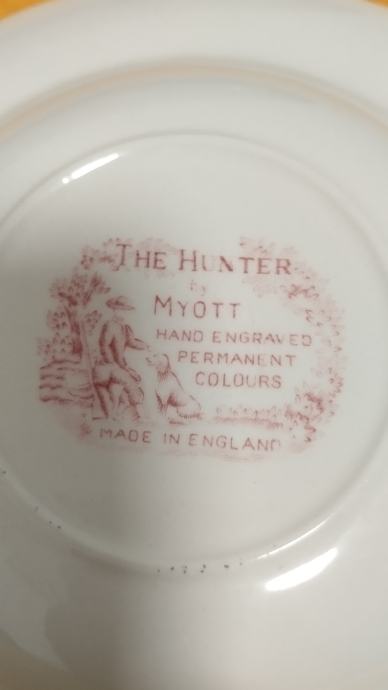 THE HUNTER
by
MYOTT
HAND ENGRAVED
PERMANENT
COLOURS
MADE IN ENGLAND